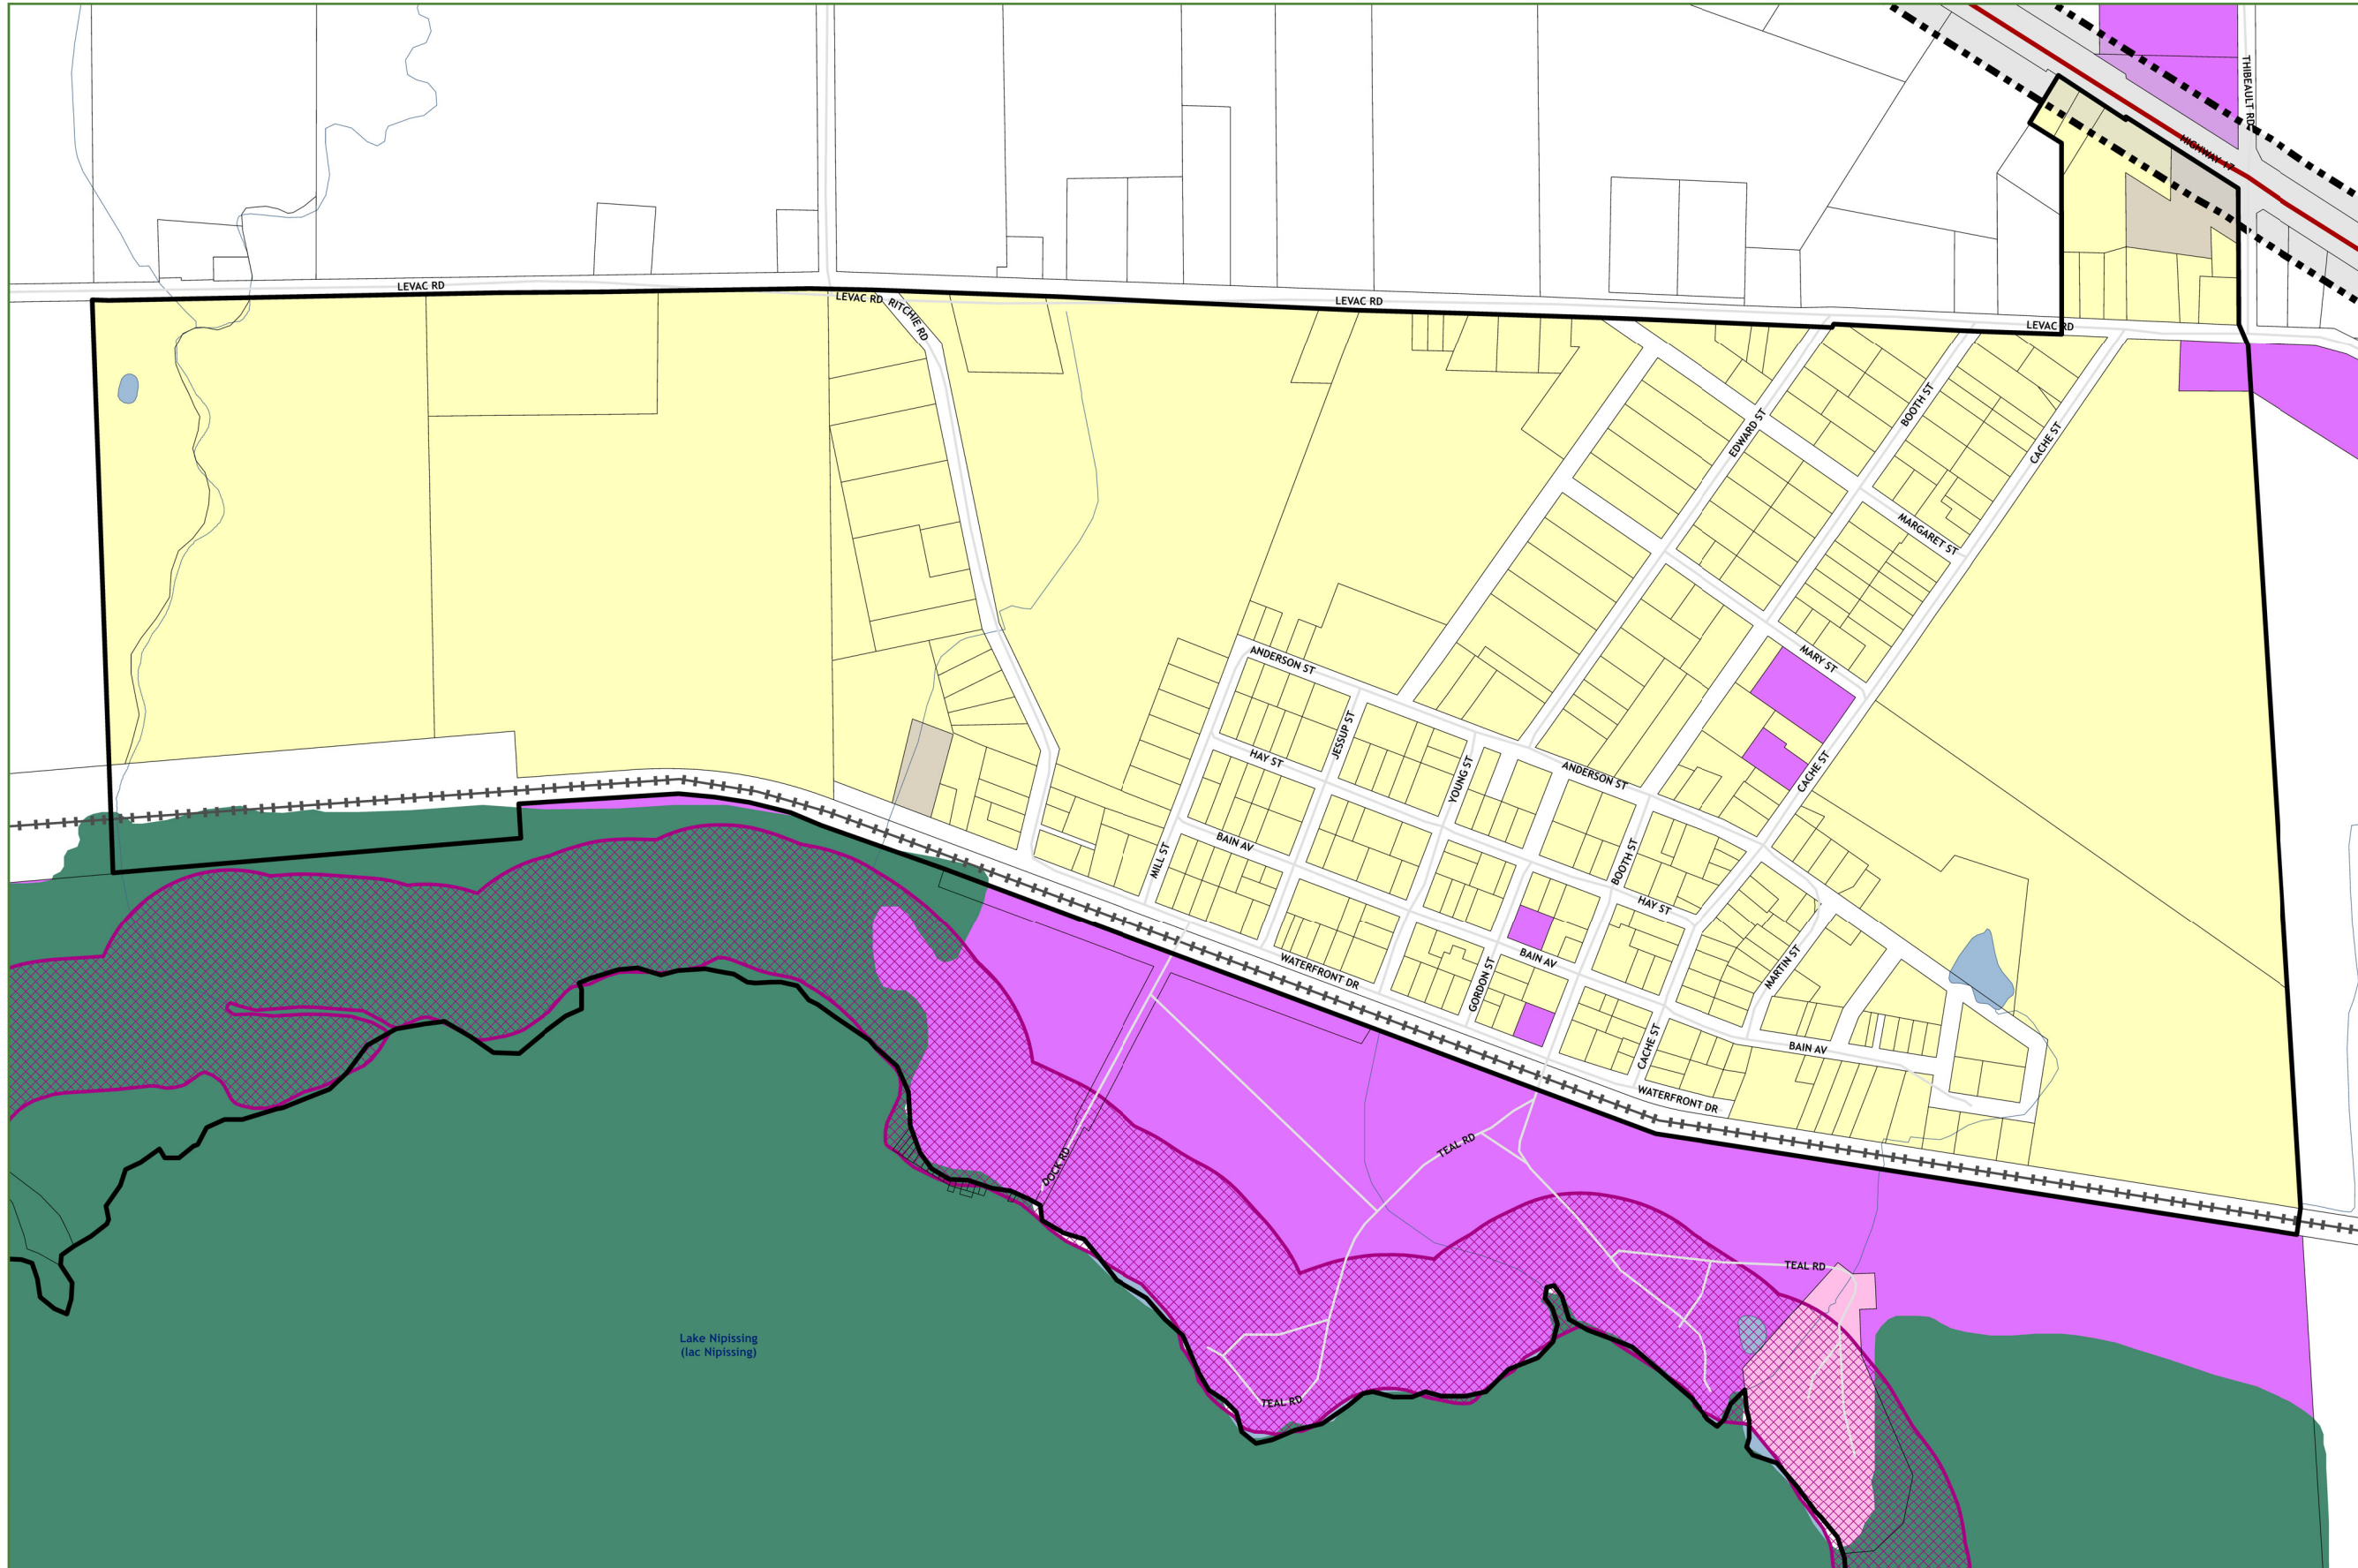 THIBEAULT RD
HIGHWAY 17
LEVAC RD
LEVAC RD
RITCHIE RD
LEVAC RD
LEVAC RD
EDWARD ST
BOOTH ST
CACHE ST
MARGARET ST
ANDERSON ST
MARY ST
JESSUP ST
HAY ST
YOUNG ST
ANDERSON ST
CACHE ST
MILL ST
BAIN AV
BOOTH ST
HAY ST
WATERFRONT DR
GORDON ST
BAIN AV
MARTIN ST
CACHE ST
BAIN AV
WATERFRONT DR
DOCK RD
TEAL RD
TEAL RD
TEAL RD
Lake Nipissing
(lac Nipissing)